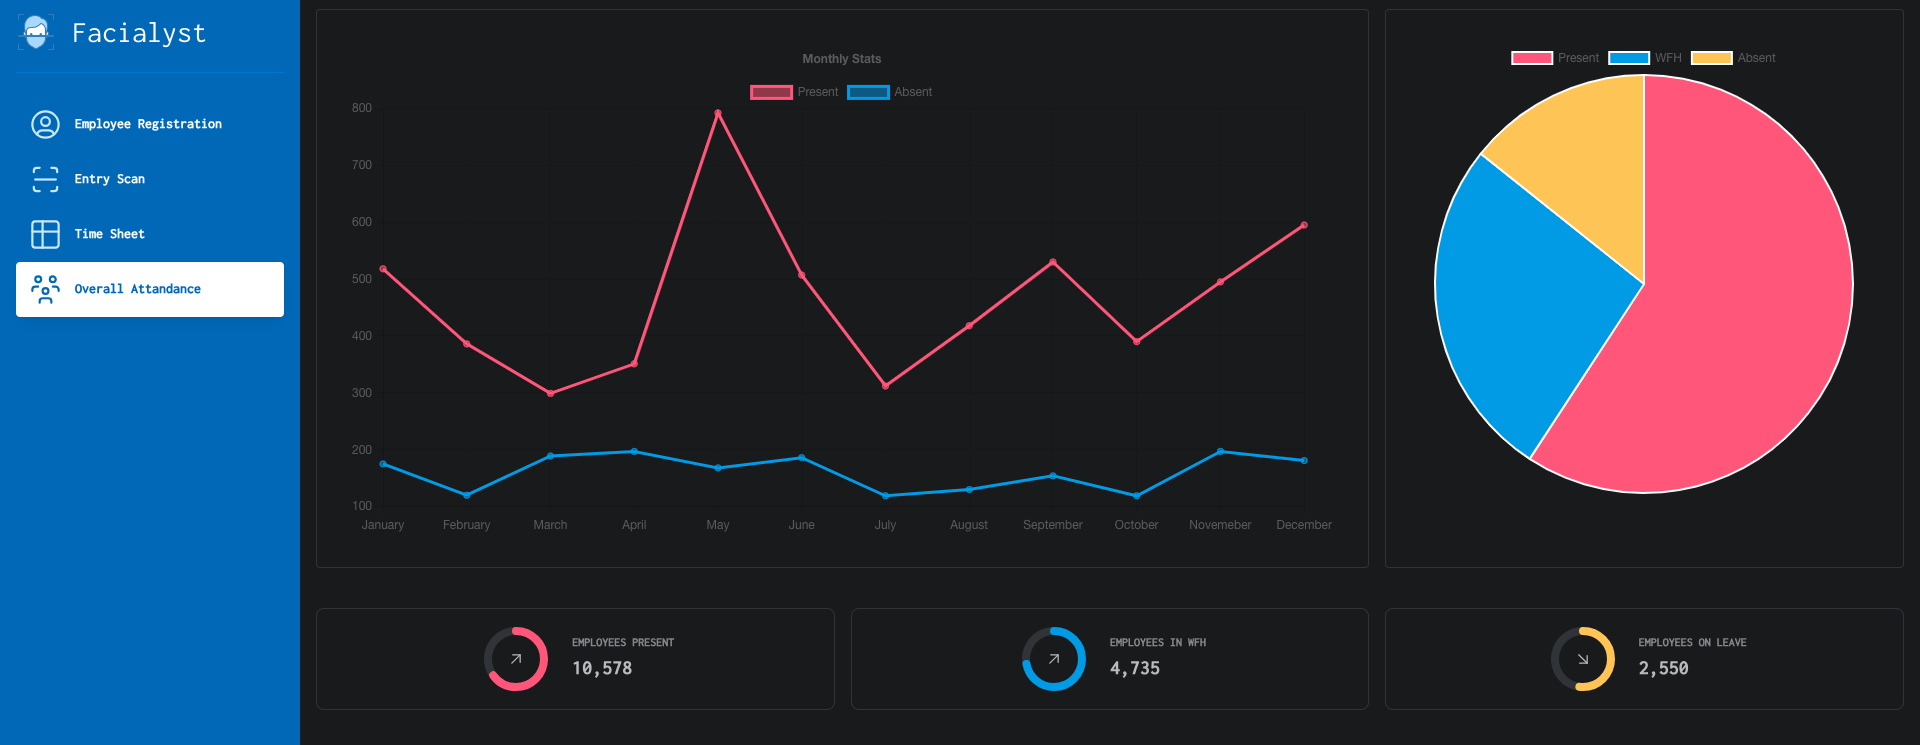 Facialyst
Employee Registration
Entry Scan
Time Sheet
Overall Attandance
Monthly Stats
Present Absent
800
700
600
500
400
300
200
100
January February March April May June July August September October Novemeber December
Present WFH Absent
EMPLOYEES PRESENT
10,578
EMPLOYEES IN WFH
4,735
EMPLOYEES ON LEAVE
2,550